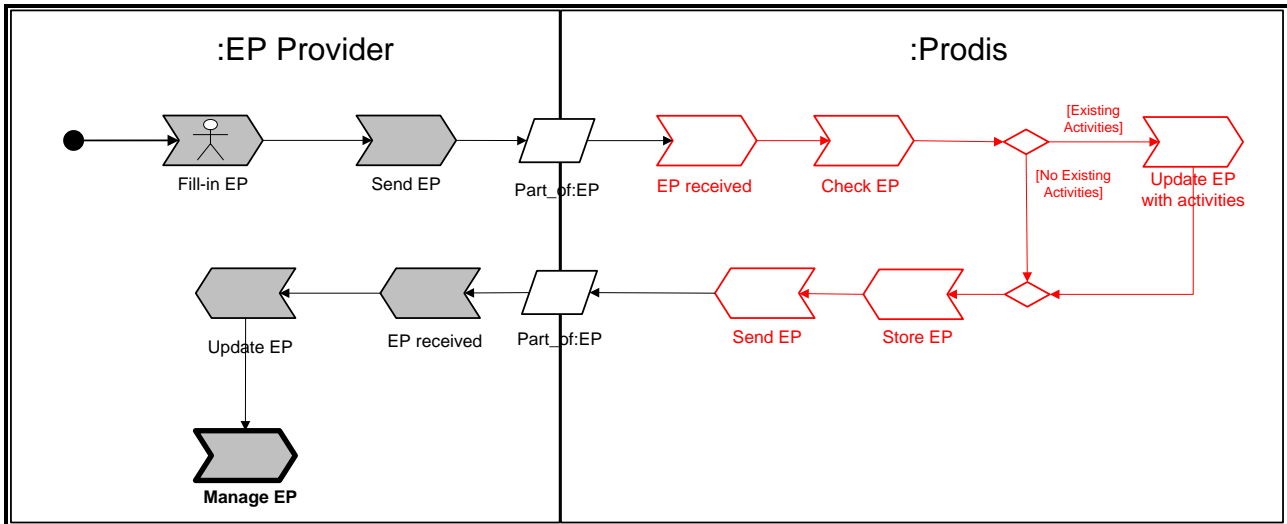 :EP Provider
:Prodis
[Existing
Activities]
Fill-in EP
Send EP
Part_of:EP
EP received
Check EP
[No Existing
Activities]
Update EP
with activities
Update EP
EP received
Part_of:EP
Send EP
Store EP
Manage EP